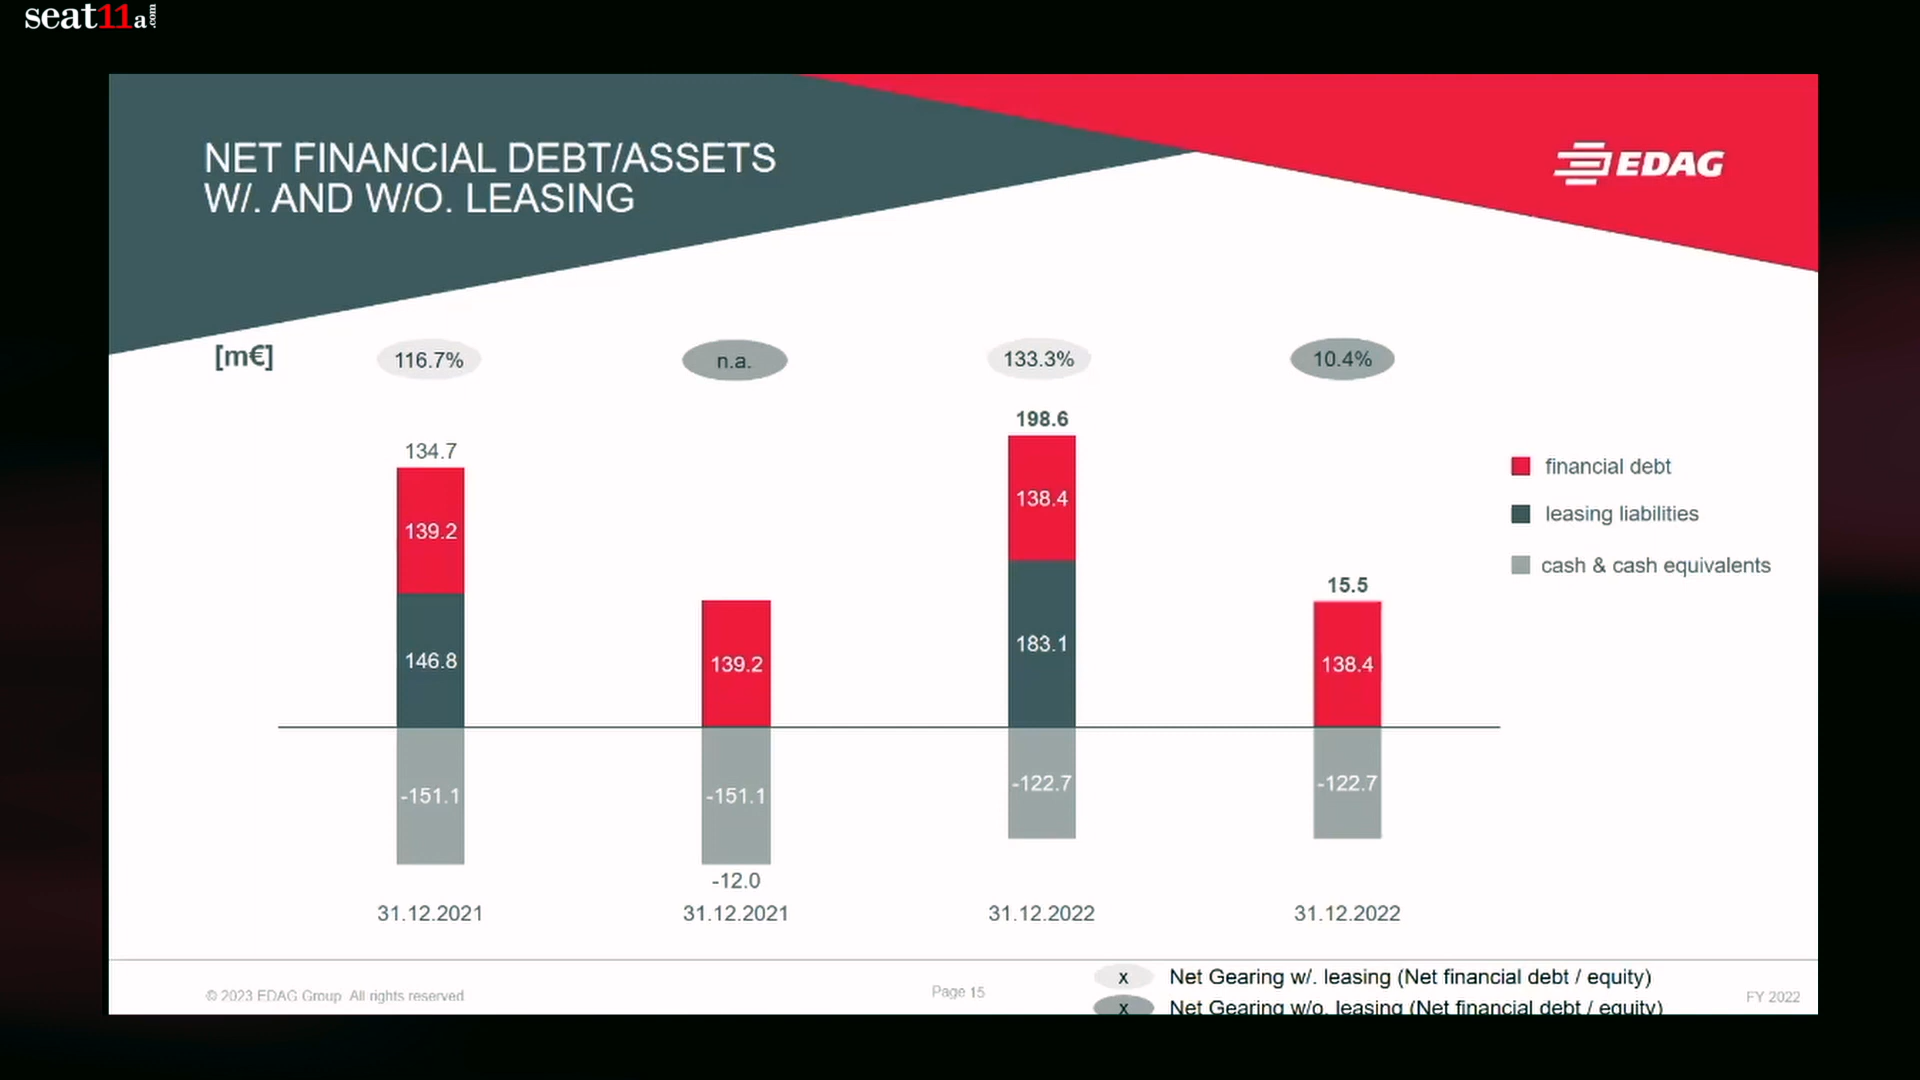 seat11a.com
NET FINANCIAL DEBT/ASSETS
W/. AND W/O. LEASING
EDAG
[m€]
116.7%
n.a.
133.3%
10.4%
134.7
139.2
146.8
-151.1
31.12.2021
139.2
-151.1
-12.0
31.12.2021
198.6
138.4
183.1
-122.7
31.12.2022
15.5
138.4
-122.7
31.12.2022
financial debt
leasing liabilities
cash & cash equivalents
x Net Gearing w/. leasing (Net financial debt / equity)
x Net Gearing w/o. leasing (Net financial debt / equity)
© 2023 EDAG Group. All rights reserved
Page 15
FY 2022